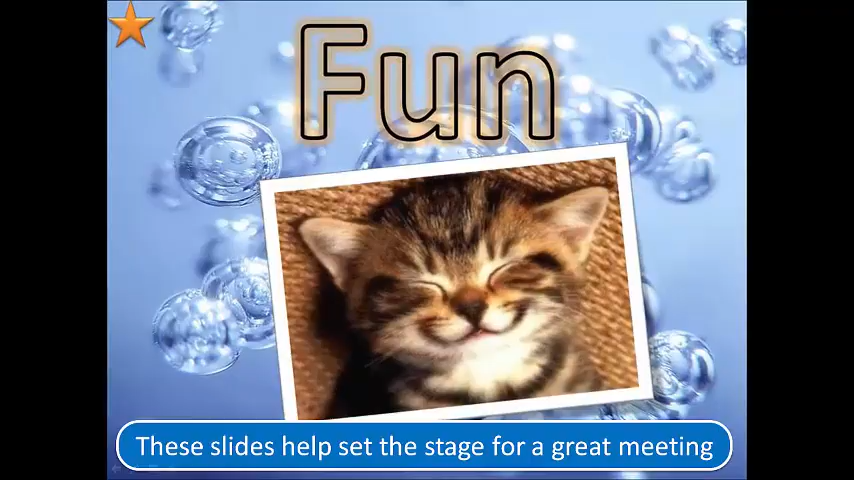 Fun
These slides help set the stage for a great meeting